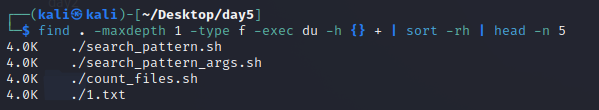 ┌──(kali㉿kali)-[~/Desktop/day5]
└─$ find . -maxdepth 1 -type f -exec du -h {} + | sort -rh | head -n 5
4.0K    ./search_pattern.sh
4.0K    ./search_pattern_args.sh
4.0K    ./count_files.sh
4.0K    ./1.txt